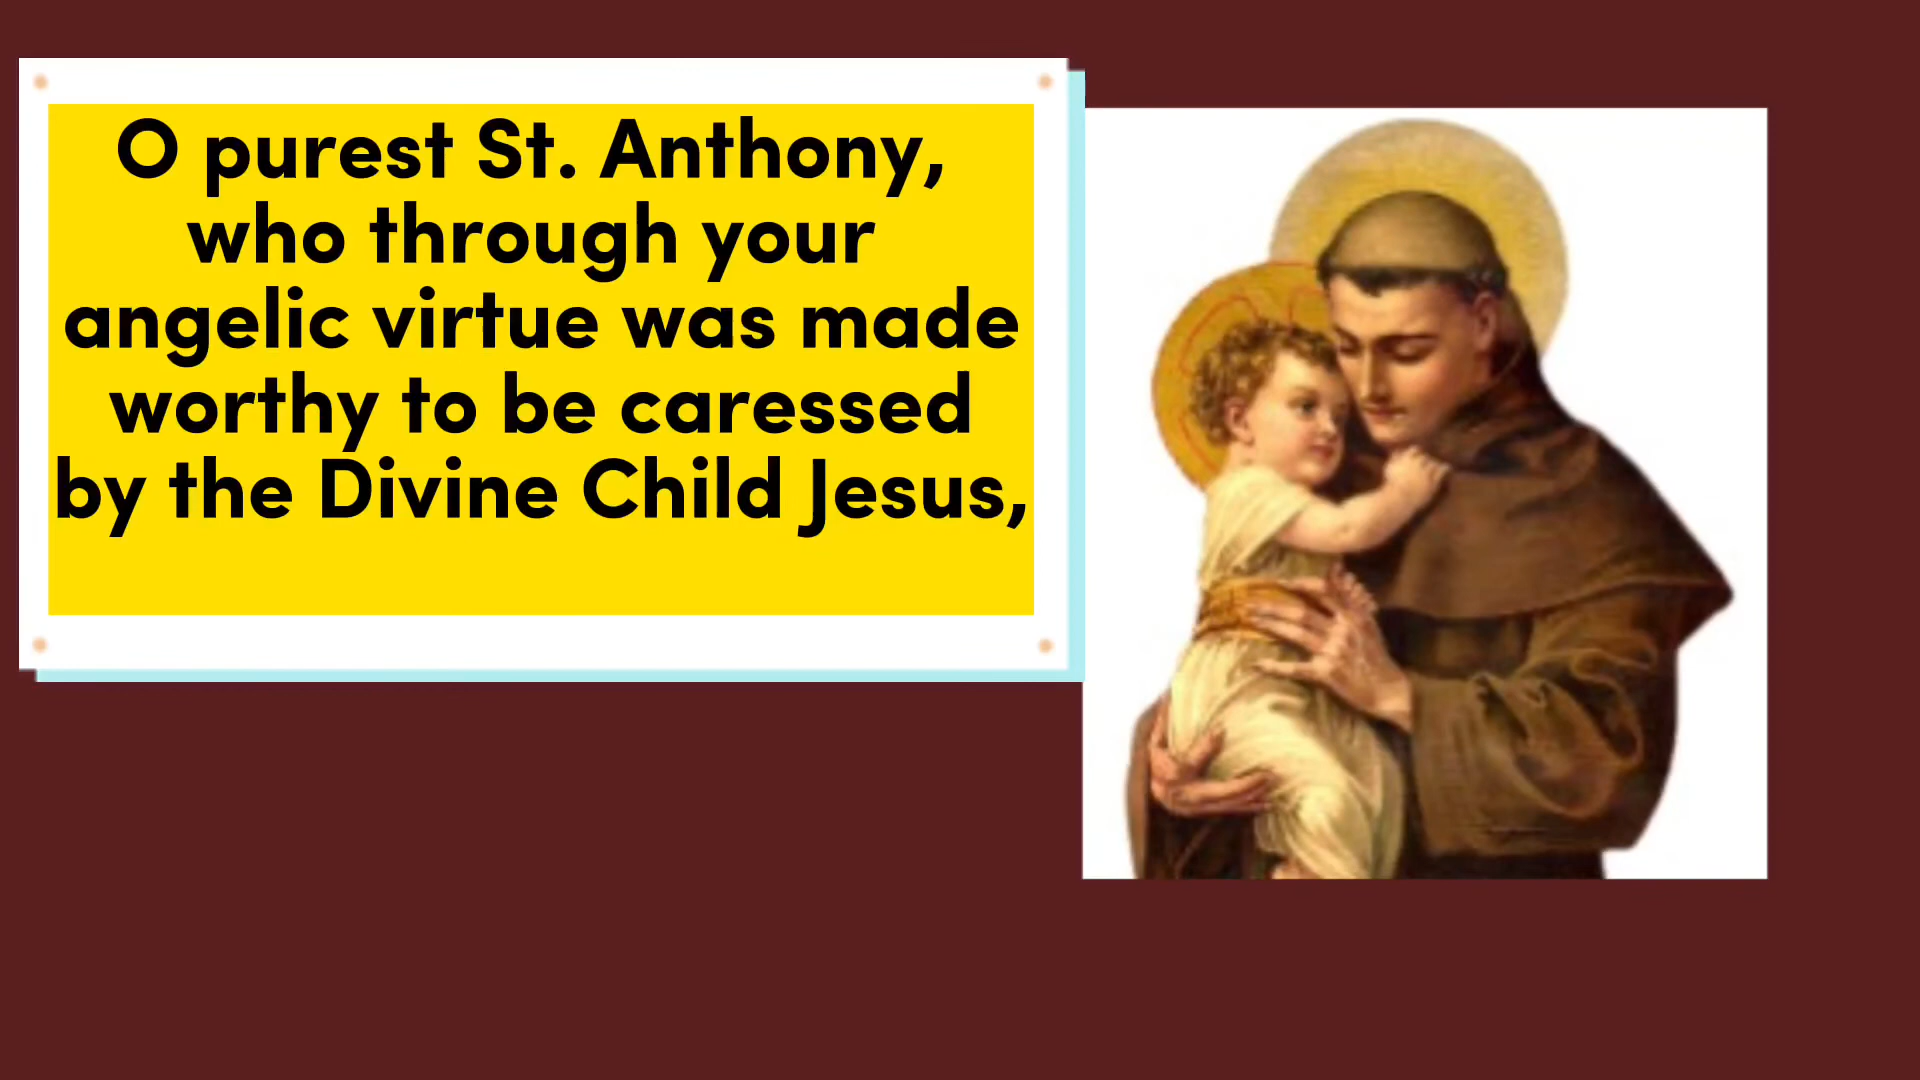 O purest St. Anthony,
who through your
angelic virtue was made
worthy to be caressed
by the Divine Child Jesus,